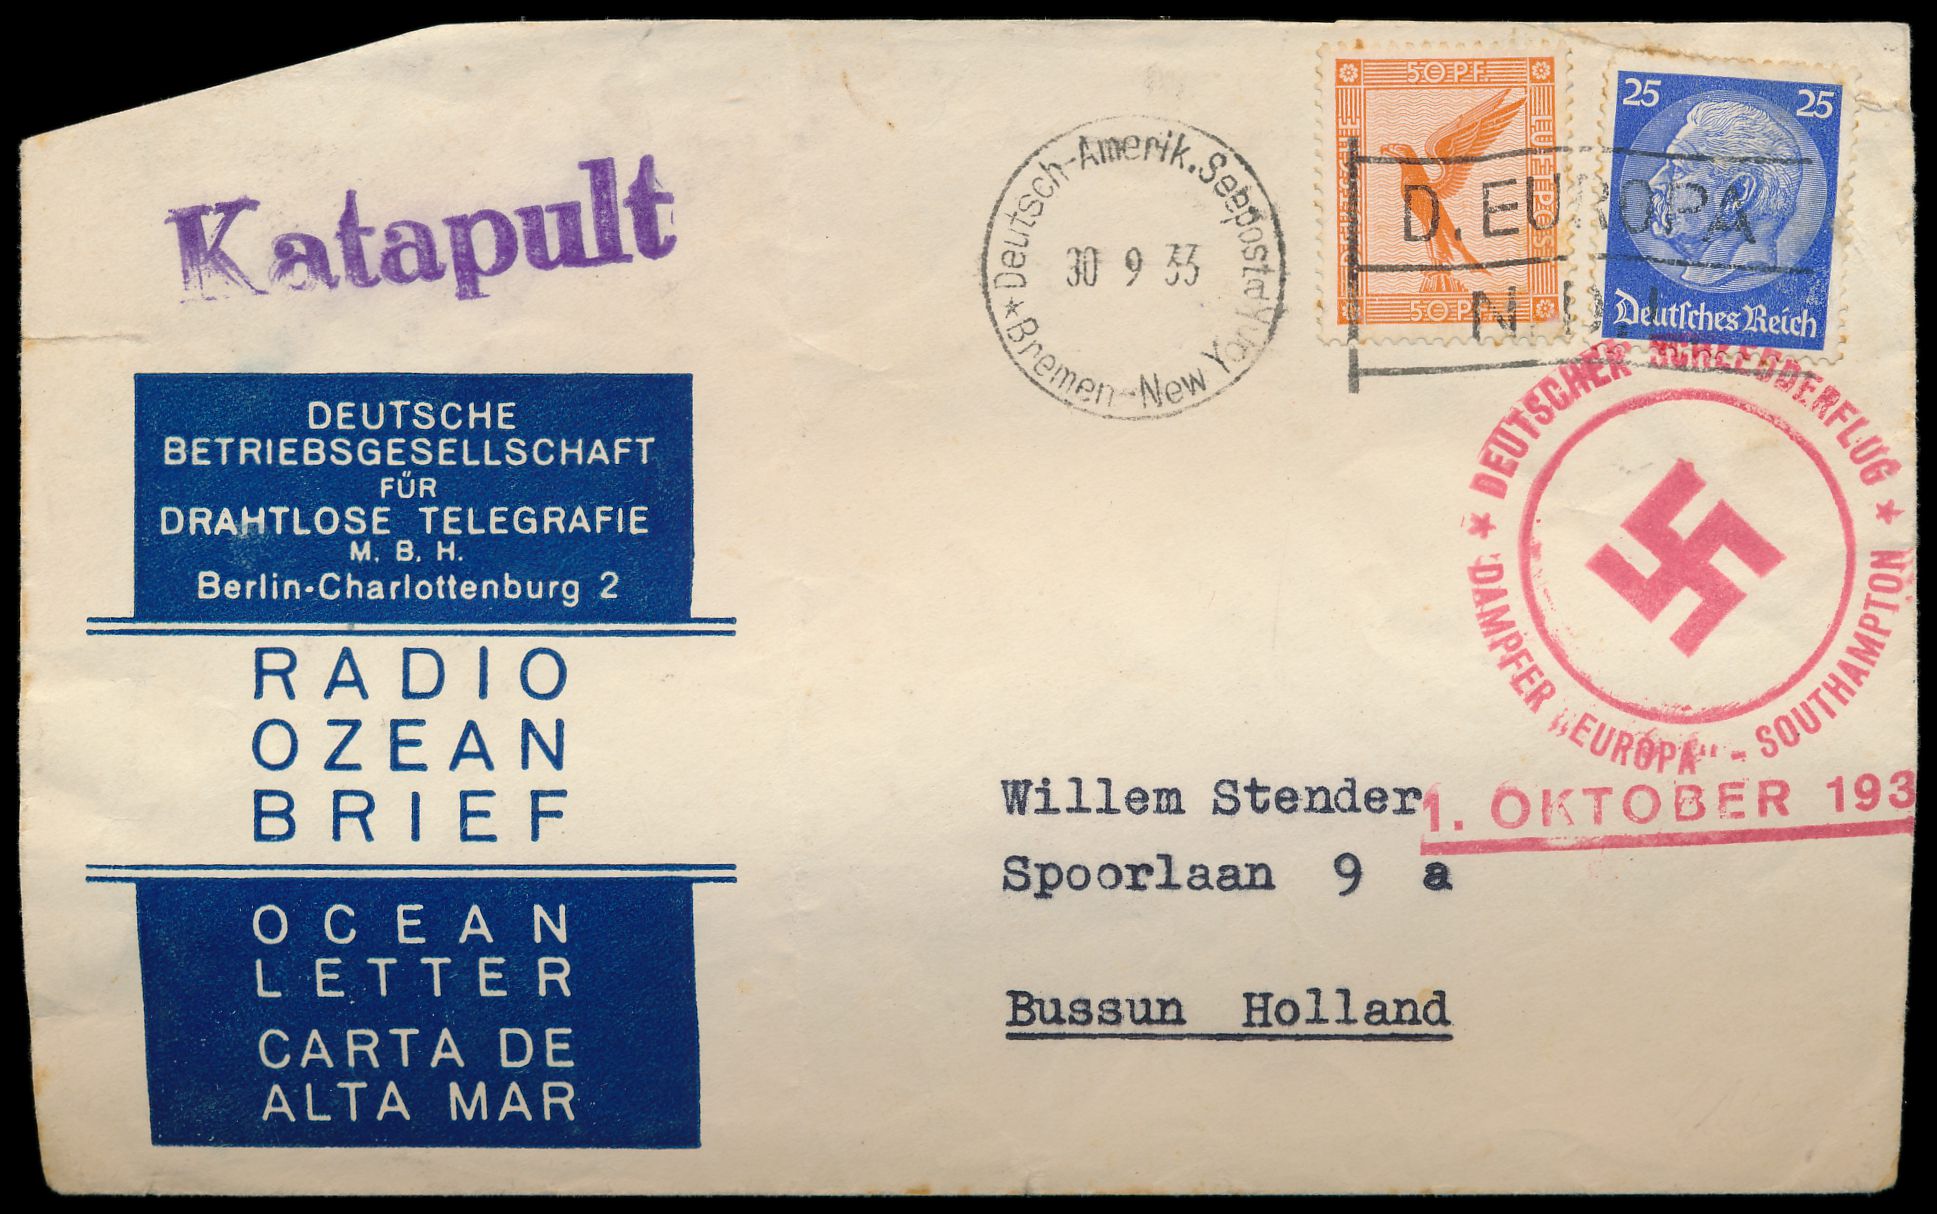 Katapult
Deutsch-Amerik. Seepost
30 9 33
Bremen-New York
50 PF
DEUTSCHE
LUFTPOST
50 PF
25 25
Deutsches Reich
D. EUROPA
N. D. L.
DEUTSCHER SCHLEUDERFLUG
DAMPFER „EUROPA" - SOUTHAMPTON
1. OKTOBER 193
DEUTSCHE
BETRIEBSGESELLSCHAFT
FÜR
DRAHTLOSE TELEGRAFIE
M. B. H.
Berlin-Charlottenburg 2
RADIO
OZEAN
BRIEF
OCEAN
LETTER
CARTA DE
ALTA MAR
Willem Stender
Spoorlaan 9 a
Bussun Holland